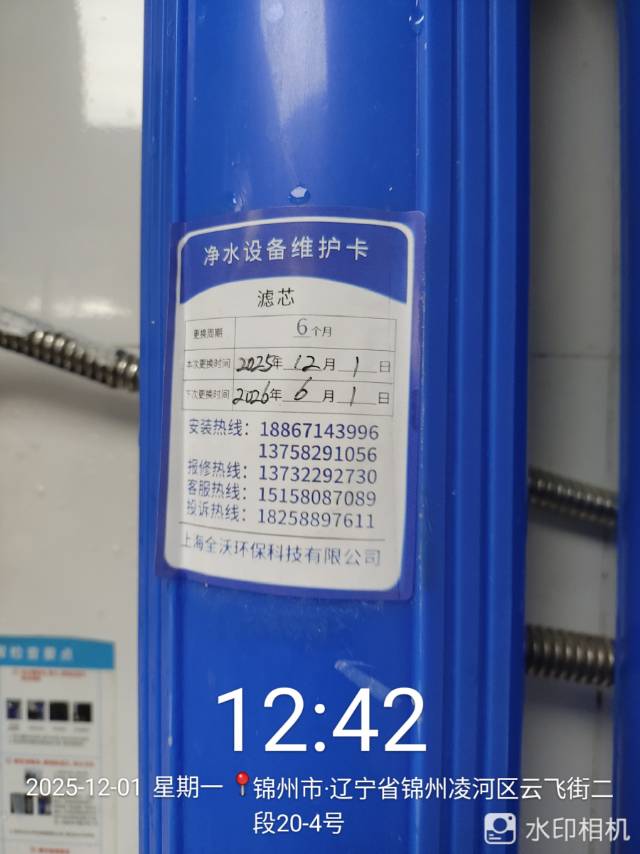 净水设备维护卡
滤芯
更换周期 6个月
本次更换时间 2025年 12月 1日
下次更换时间 2026年 6月 1日
安装热线：18867143996
13758291056
报修热线：13732292730
客服热线：15158087089
投诉热线：18258897611
上海全沃环保科技有限公司
12:42
2025-12-01 星期一 锦州市·辽宁省锦州凌河区云飞街二
段20-4号
水印相机